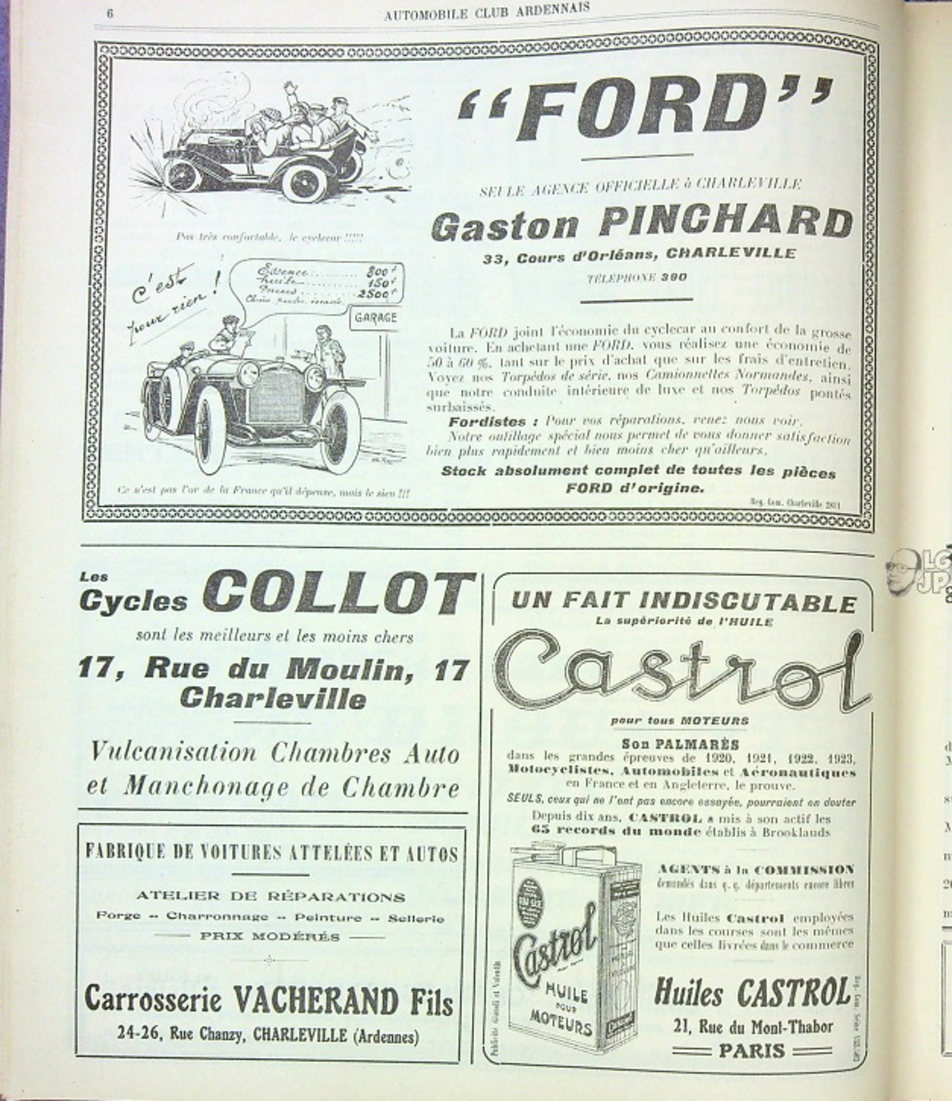 6
AUTOMOBILE CLUB ARDENNAIS
“FORD”
SEULE AGENCE OFFICIELLE à CHARLEVILLE
Gaston PINCHARD
33, Cours d'Orléans, CHARLEVILLE
TÉLÉPHONE 390
Pas très confortable, le cyclecar !!!!!
C'est
pour rien !
Essence .......... 800 f
huile .......... 150 f
Pneus .......... 2500 f
GARAGE
Ce n'est pas l'or de la France qu'il dépense, mais le sien !!!
La FORD joint l'économie du cyclecar au confort de la grosse
voiture. En achetant une FORD, vous réalisez une économie de
50 à 60 %, tant sur le prix d'achat que sur les frais d'entretien.
Voyez nos Torpédos de série, nos Camionnelles Normandes, ainsi
que notre conduite intérieure de luxe et nos Torpédos pontés
surbaissés.
Fordistes : Pour vos réparations, venez nous voir.
Notre outillage spécial nous permet de vous donner satisfaction
bien plus rapidement et bien moins cher qu'ailleurs.
Stock absolument complet de toutes les pièces
FORD d'origine.
Reg. Com. Charleville 2611
Les
Cycles COLLOT
sont les meilleurs et les moins chers
17, Rue du Moulin, 17
Charleville
Vulcanisation Chambres Auto
et Manchonage de Chambre
FABRIQUE DE VOITURES ATTELÉES ET AUTOS
ATELIER DE RÉPARATIONS
Forge -- Charronnage -- Peinture -- Sellerie
PRIX MODÉRÉS
Carrosserie VACHERAND Fils
24-26, Rue Chanzy, CHARLEVILLE (Ardennes)
UN FAIT INDISCUTABLE
La supériorité de l'HUILE
Castrol
pour tous MOTEURS
Son PALMARÈS
dans les grandes épreuves de 1920, 1921, 1922, 1923,
Motocyclistes, Automobiles et Aéronautiques
en France et en Angleterre, le prouve.
SEULS, ceux qui ne l'ont pas encore essayée, pourraient en douter
Depuis dix ans, CASTROL a mis à son actif les
65 records du monde établis à Brooklauds
AGENTS à la COMMISSION
demandés dans q.q. départements encore libres
Les Huiles Castrol employées
dans les courses sont les mêmes
que celles livrées dans le commerce
Castrol
HUILE
POUR
MOTEURS
Huiles CASTROL
21, Rue du Mont-Thabor
PARIS
Publicité Girardi et Valentin